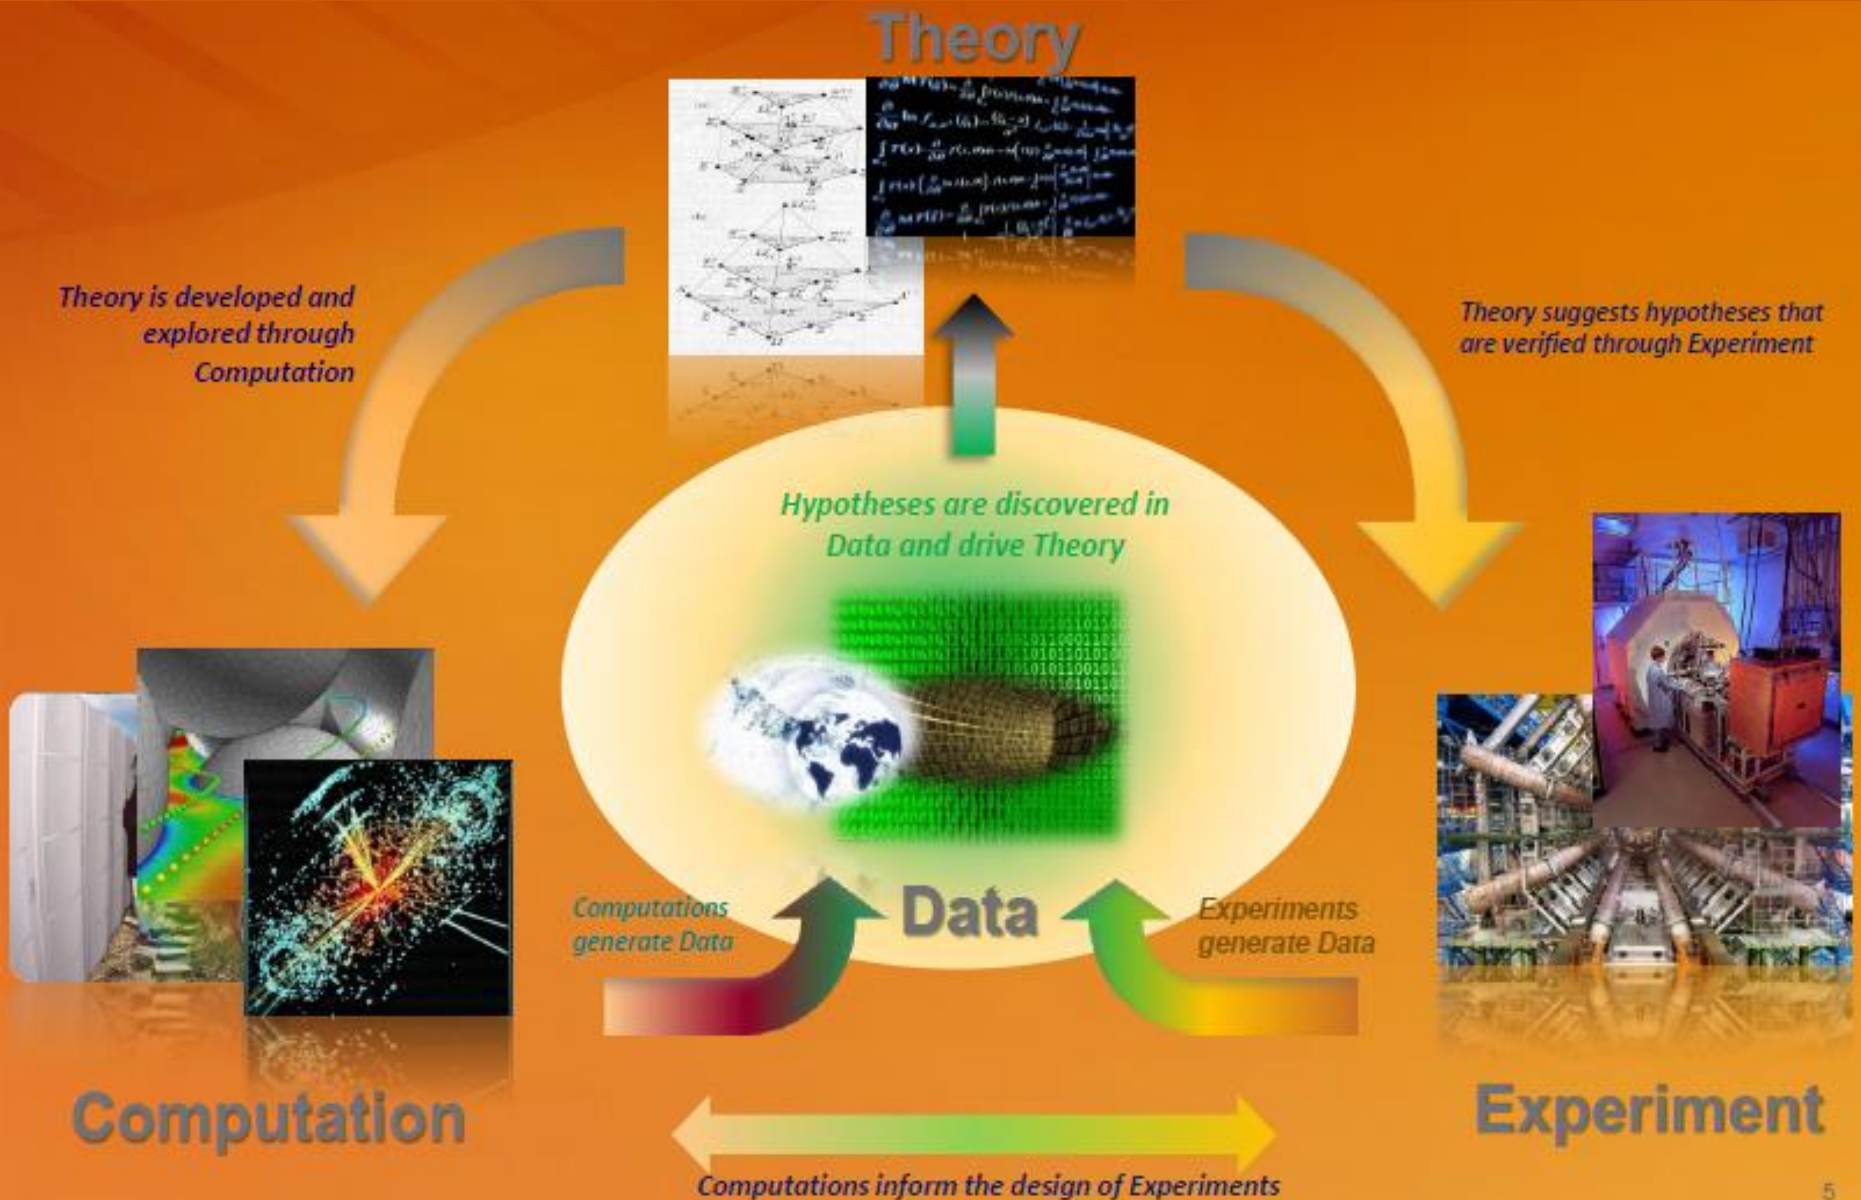 Theory
Theory is developed and
explored through
Computation
Theory suggests hypotheses that
are verified through Experiment
Hypotheses are discovered in
Data and drive Theory
Computations
generate Data
Data
Experiments
generate Data
Computation
Experiment
Computations inform the design of Experiments
5